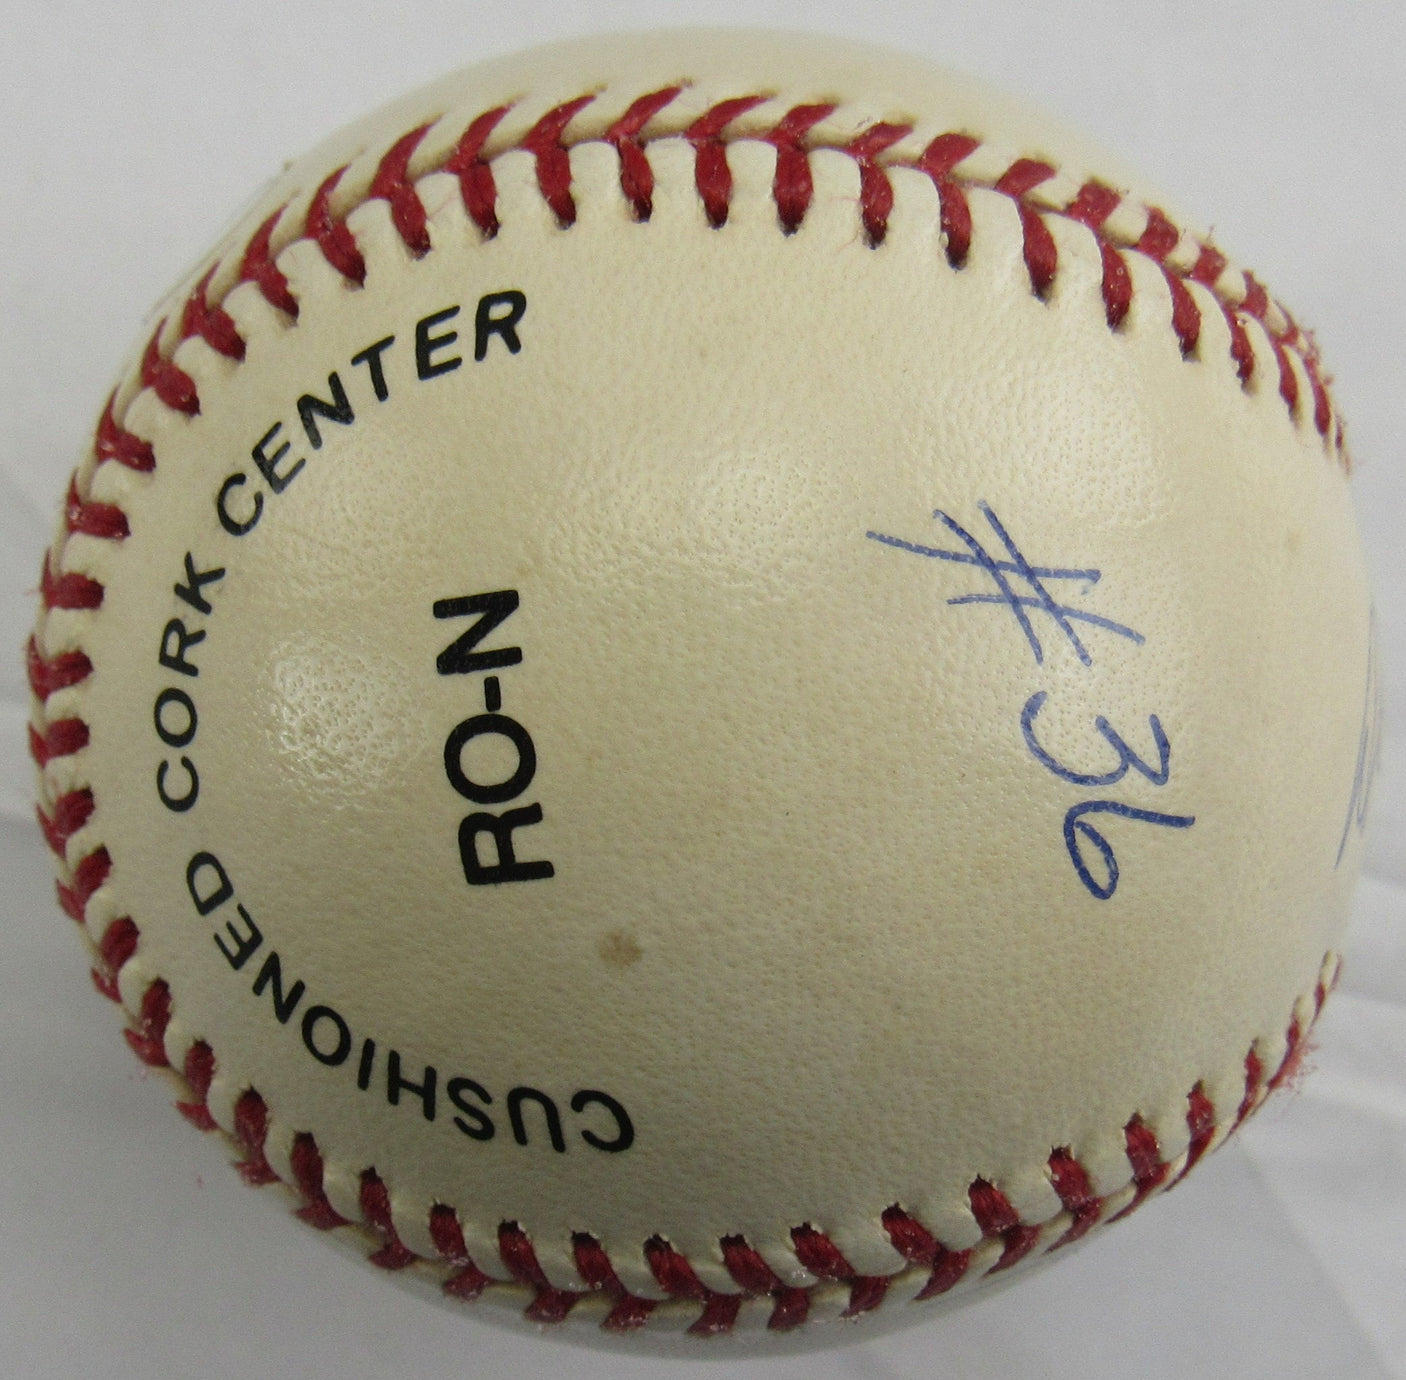 CUSHIONED CORK CENTER
RO-N
#36